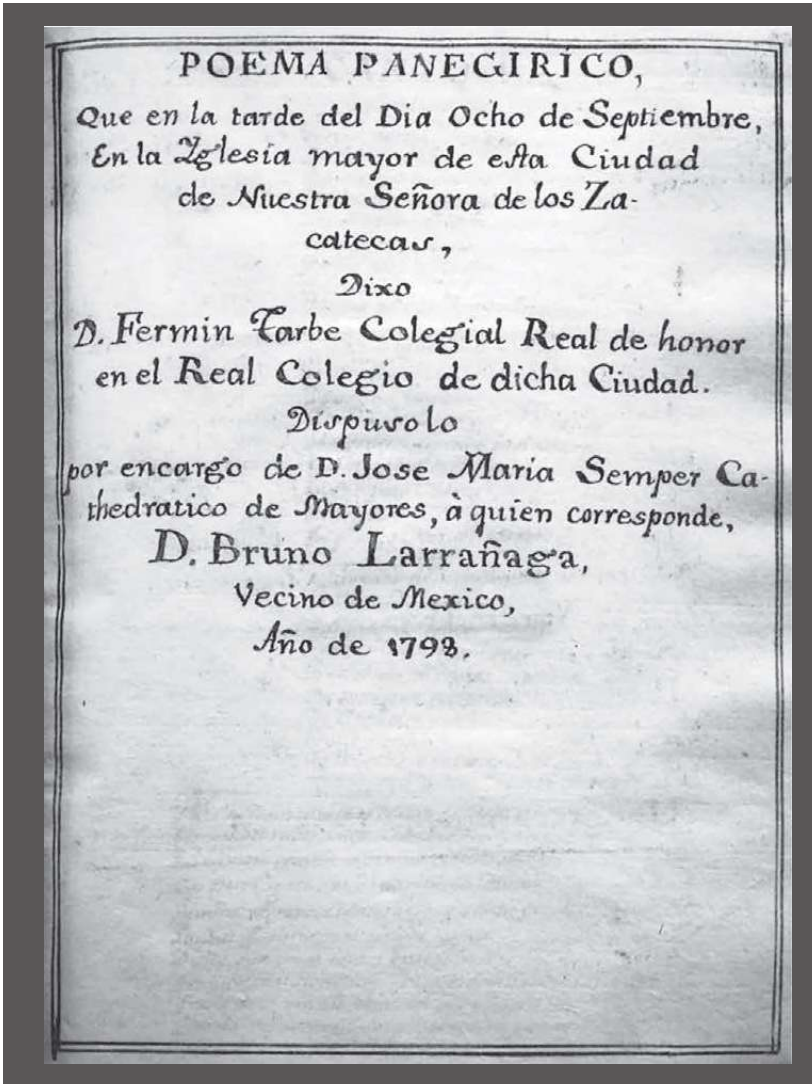 POEMA PANEGIRÍCO,
Que en la tarde del Dia Ocho de Septiembre,
En la Yglesia mayor de esta Ciudad
de Nuestra Señora de los Za-
catecas,
Dixo
D. Fermin Tarbe Colegial Real de honor
en el Real Colegio de dicha Ciudad.
Dispusolo
por encargo de D. Jose Maria Semper Ca-
thedratico de Mayores, à quien corresponde,
D. Bruno Larrañaga,
Vecino de Mexico,
Año de 1798.